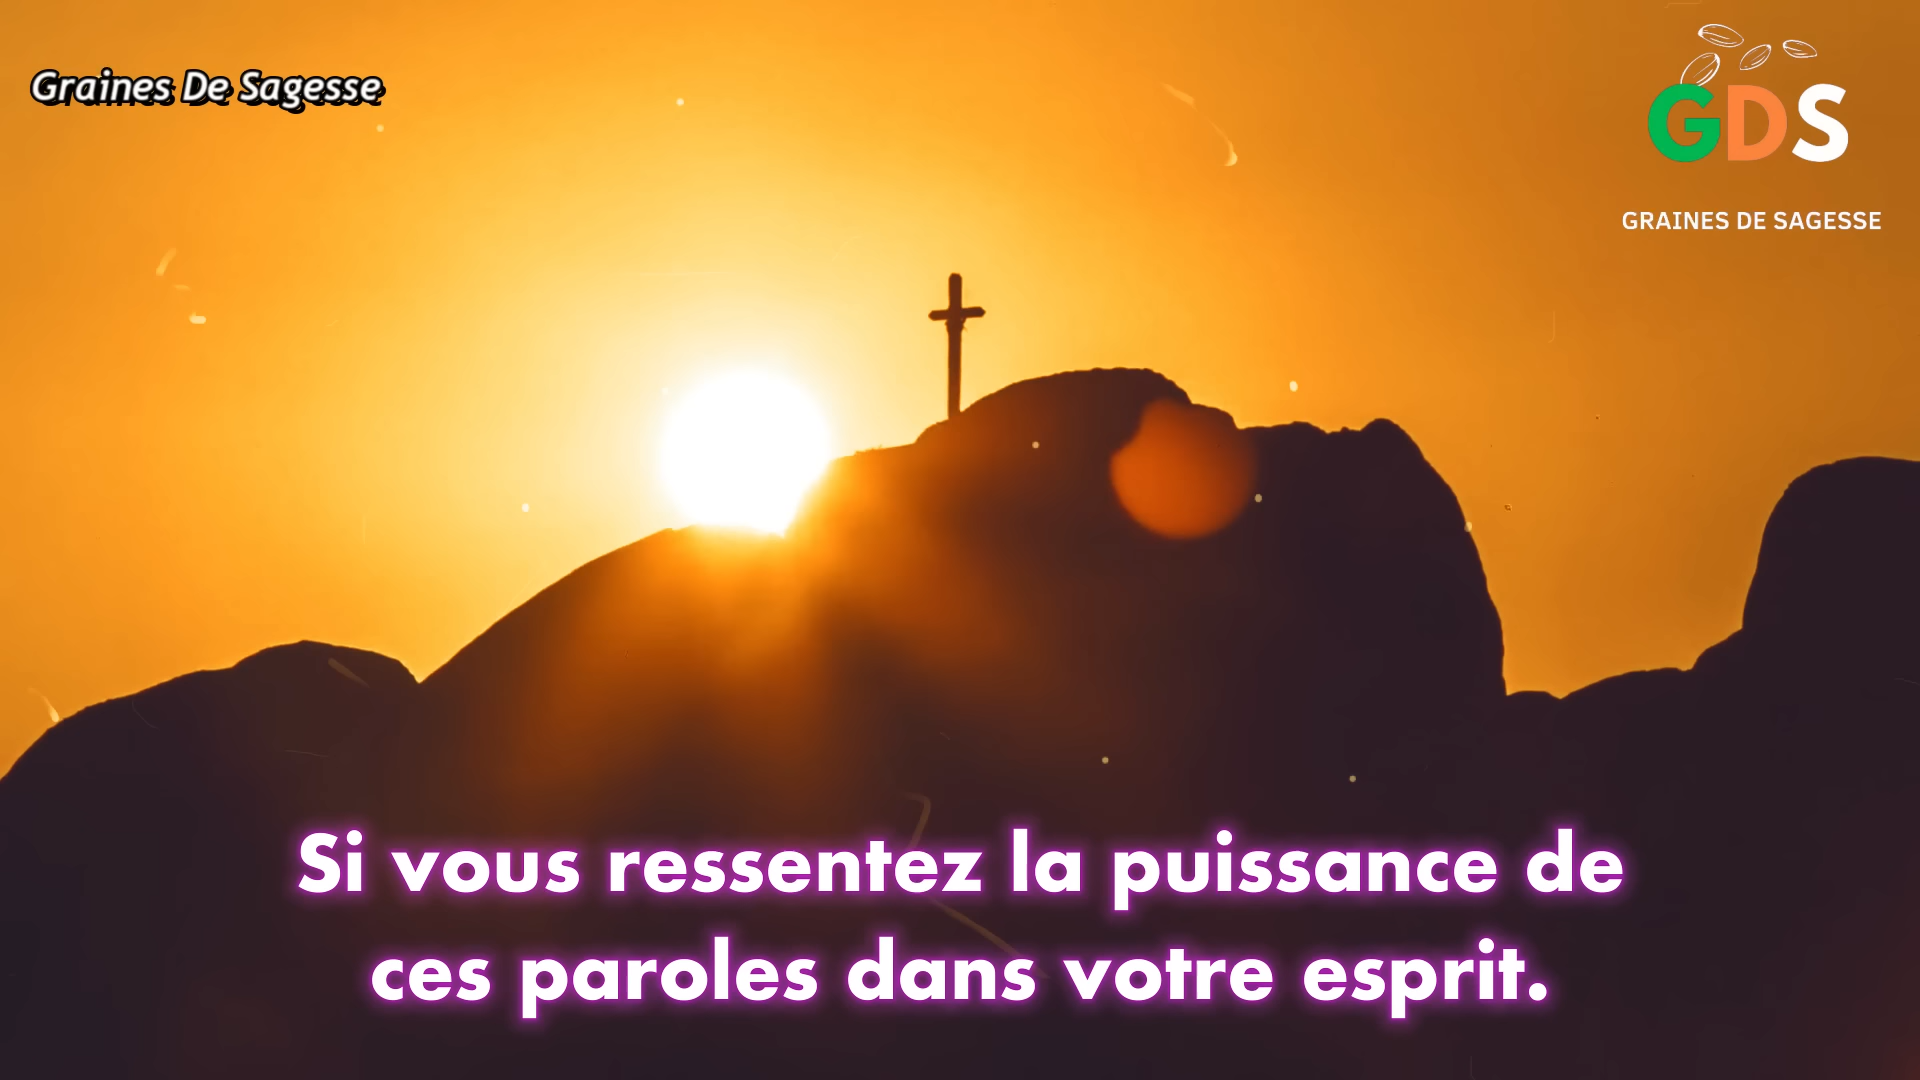 Graines De Sagesse
GDS
GRAINES DE SAGESSE
Si vous ressentez la puissance de
ces paroles dans votre esprit.